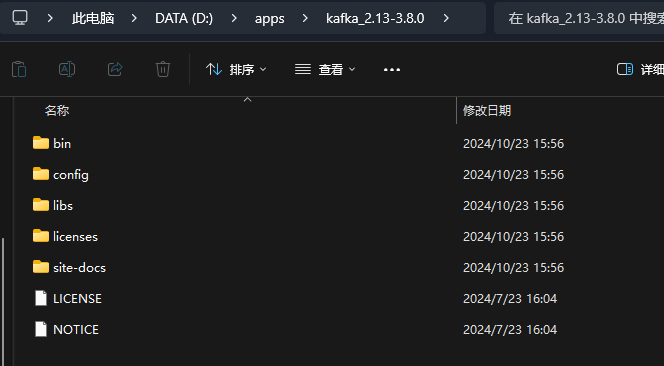 此电脑 DATA (D:) apps kafka_2.13-3.8.0 在 kafka_2.13-3.8.0 中搜索
排序 查看 详细
名称 修改日期
bin 2024/10/23 15:56
config 2024/10/23 15:56
libs 2024/10/23 15:56
licenses 2024/10/23 15:56
site-docs 2024/10/23 15:56
LICENSE 2024/7/23 16:04
NOTICE 2024/7/23 16:04